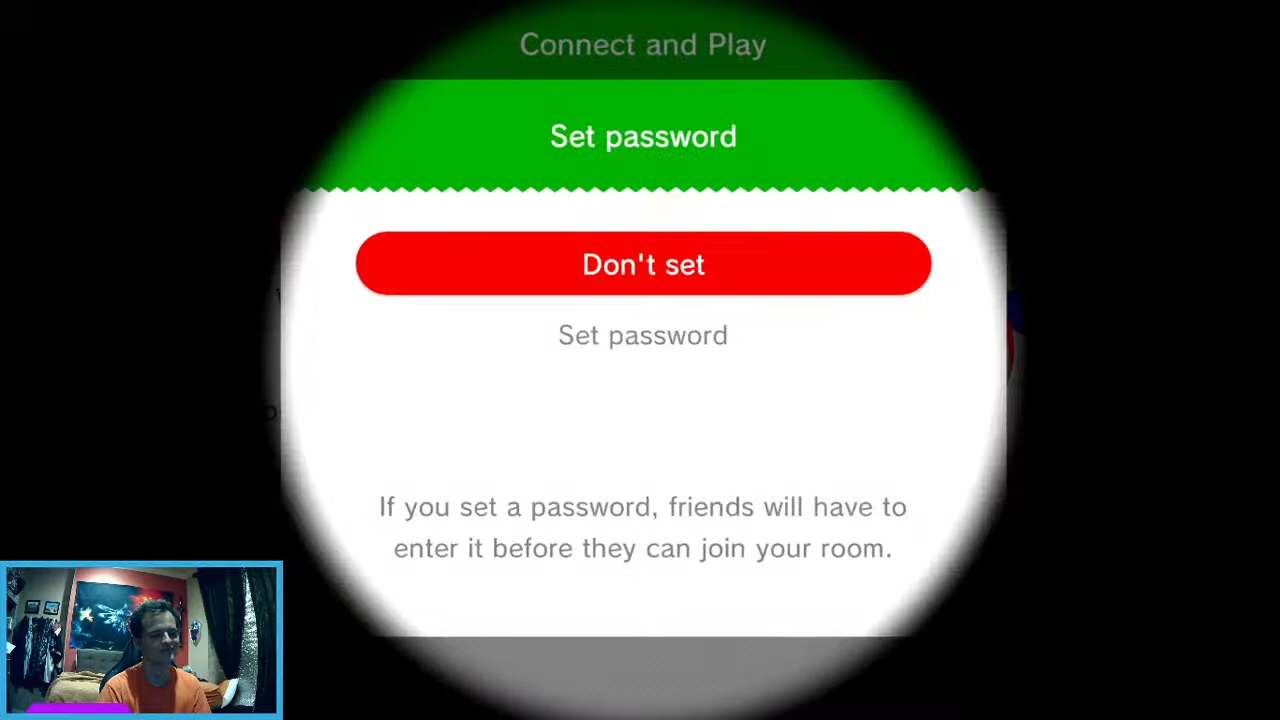 Connect and Play
Set password
Don't set
Set password
If you set a password, friends will have to
enter it before they can join your room.